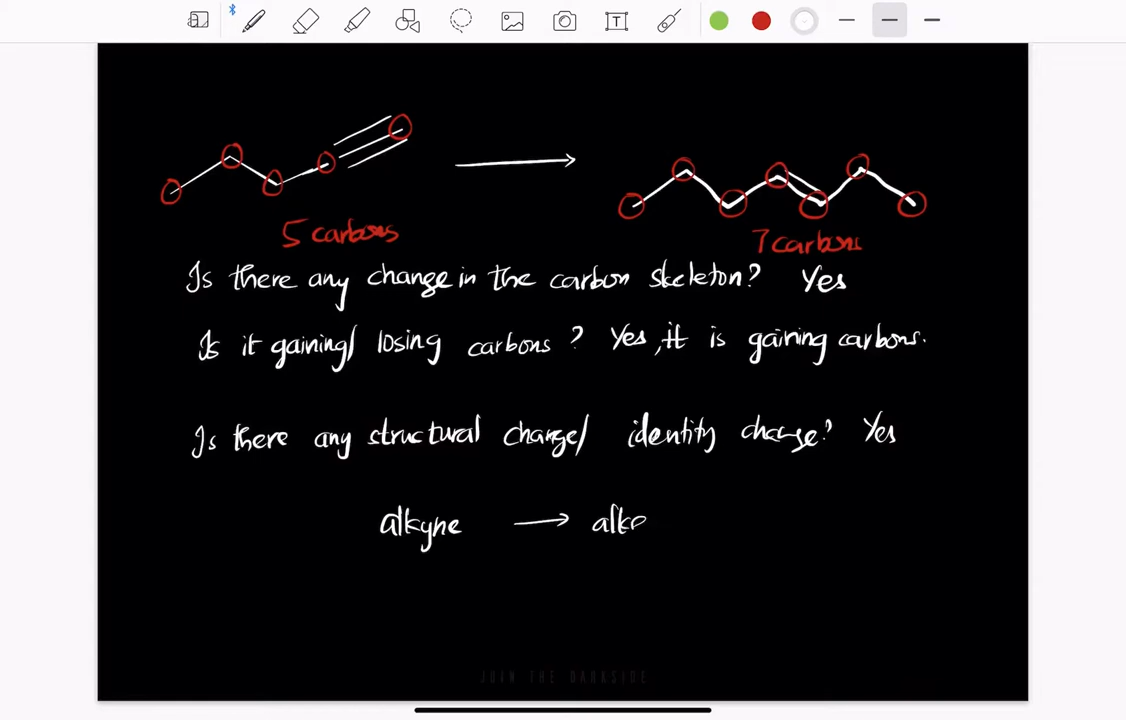 5 carbons
7 carbons
Is there any change in the carbon skeleton? Yes
Is it gaining/ losing carbons? Yes, it is gaining carbons.
Is there any structural change/ identity change? Yes
alkyne → alke
JOIN THE DARKSIDE